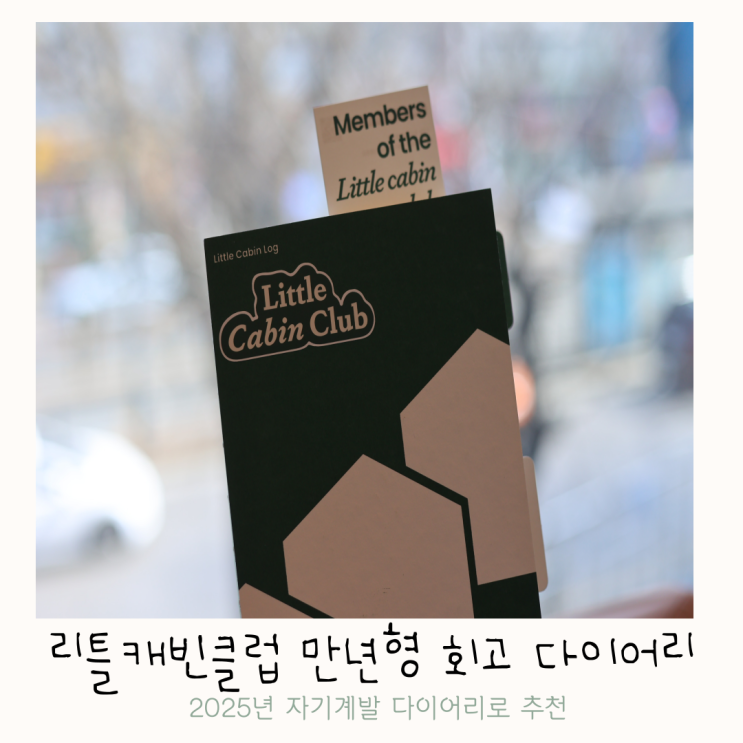 Members
of the
Little cabin
Little Cabin Log
Little
Cabin Club
리틀캐빈클럽 만년형 회고 다이어리
2025년 자기계발 다이어리로 추천